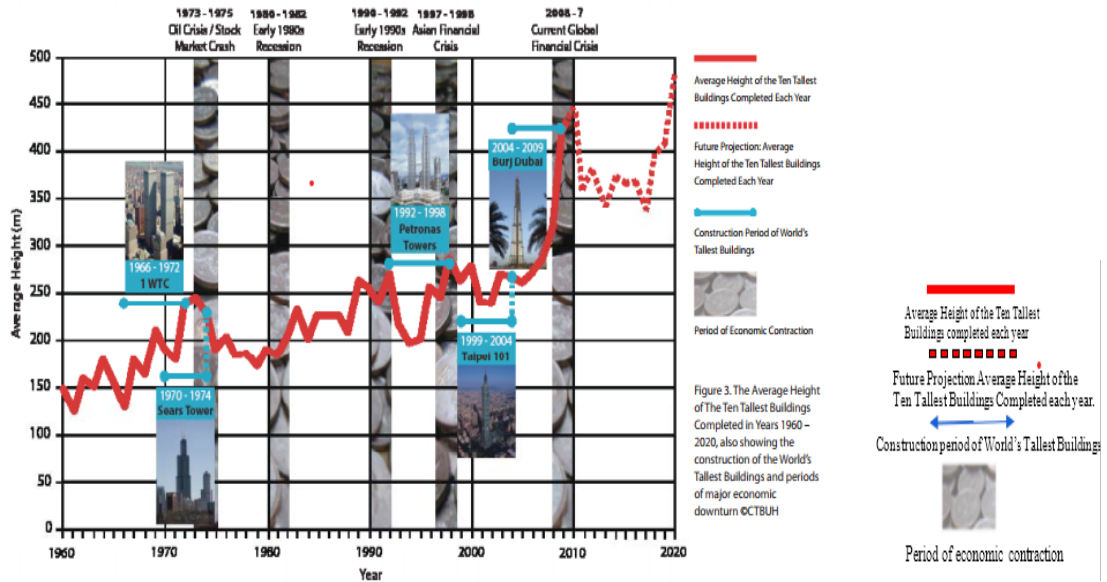 1973 - 1975
Oil Crisis / Stock
Market Crash
1980 - 1982
Early 1980s
Recession
1990 - 1992
Early 1990s
Recession
1997 - 1998
Asian Financial
Crisis
2008 - ?
Current Global
Financial Crisis
Average Height (m)
500
450
400
350
300
250
200
150
100
50
0
1966 - 1972
1 WTC
1970 - 1974
Sears Tower
1992 - 1998
Petronas
Towers
1999 - 2004
Taipei 101
2004 - 2009
Burj Dubai
1960
1970
1980
1990
2000
2010
2020
Year
Average Height of the Ten Tallest
Buildings Completed Each Year
Future Projection: Average
Height of the Ten Tallest Buildings
Completed Each Year
Construction Period of World's
Tallest Buildings
Period of Economic Contraction
Figure 3. The Average Height
of The Ten Tallest Buildings
Completed in Years 1960 –
2020, also showing the
construction of the World's
Tallest Buildings and periods
of major economic
downturn ©CTBUH
Average Height of the Ten Tallest
Buildings completed each year
Future Projection Average Height of the
Ten Tallest Buildings Completed each year.
Construction period of World's Tallest Buildings
Period of economic contraction